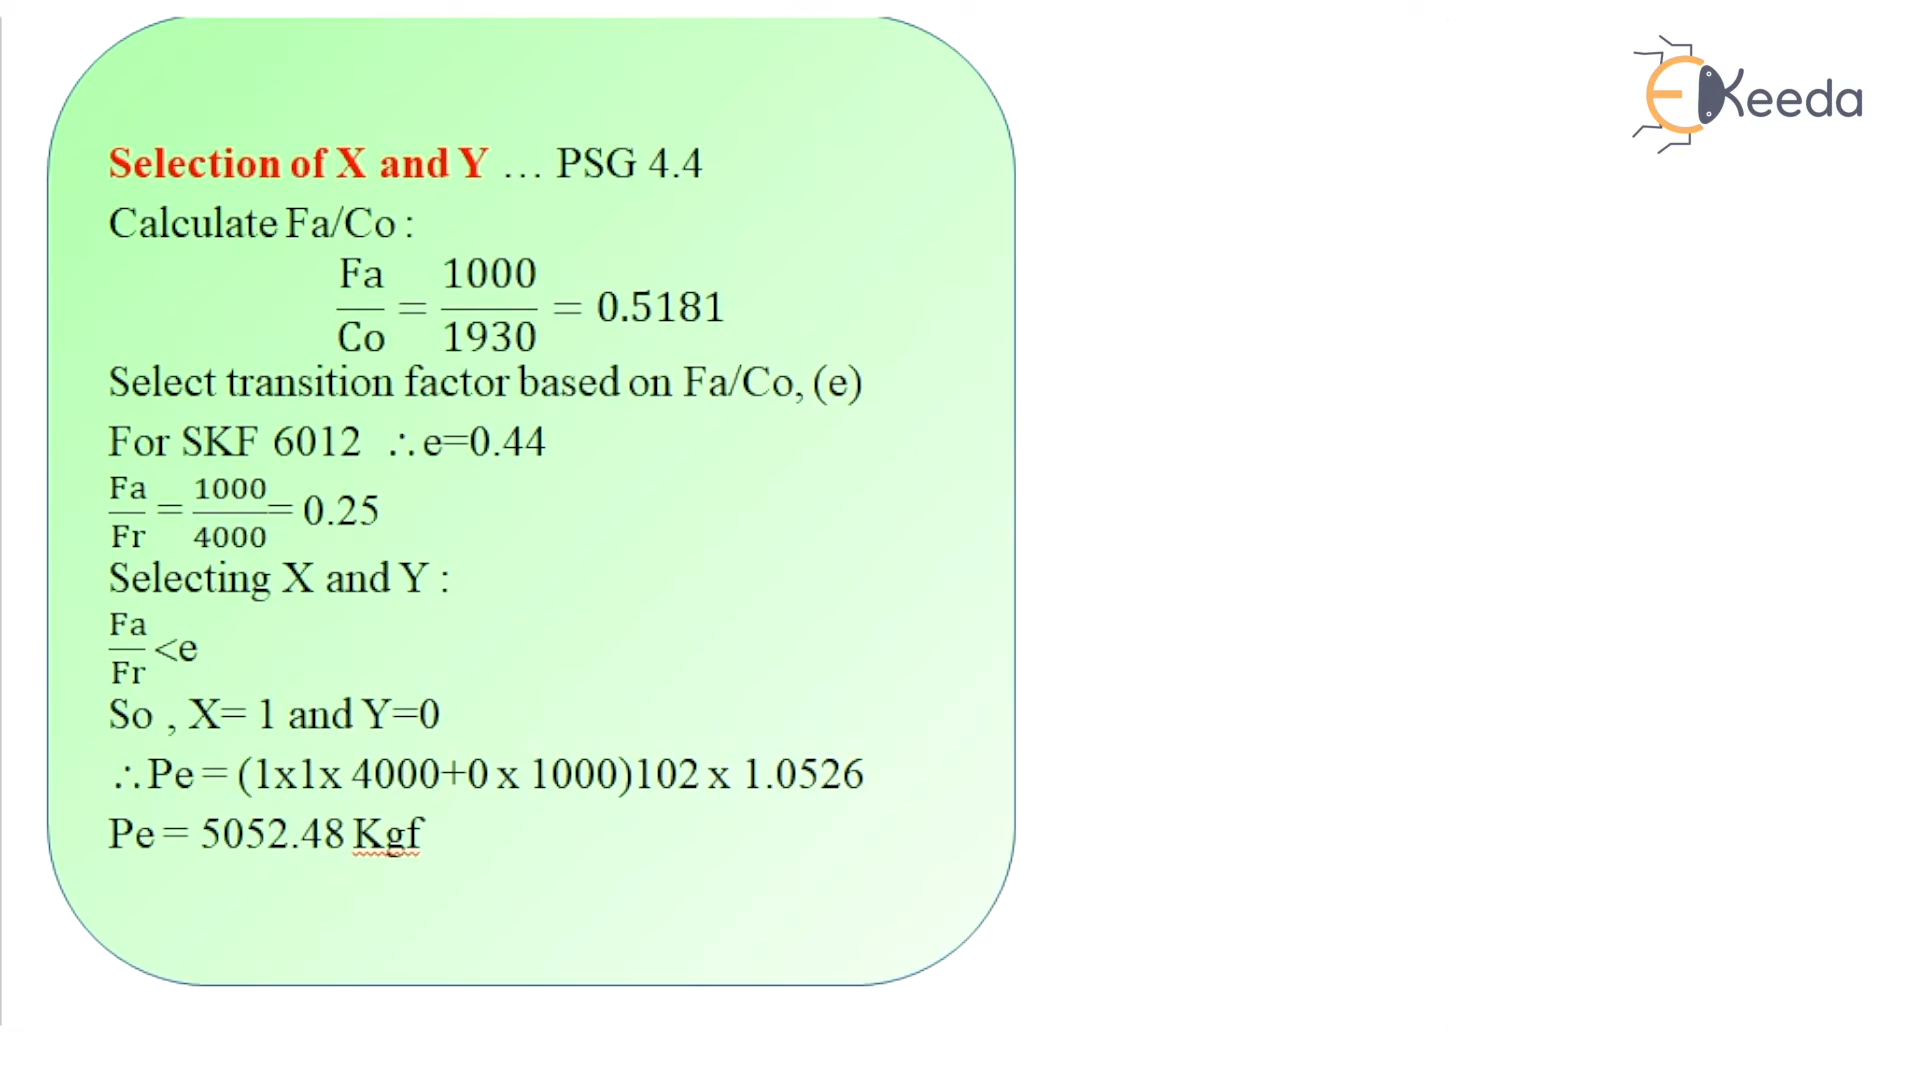 EKeeda
Selection of X and Y … PSG 4.4
Calculate Fa/Co :
Fa/Co = 1000/1930 = 0.5181
Select transition factor based on Fa/Co, (e)
For SKF 6012 ∴e=0.44
Fa/Fr = 1000/4000 = 0.25
Selecting X and Y :
Fa/Fr <e
So , X= 1 and Y=0
∴Pe = (1x1x 4000+0 x 1000)102 x 1.0526
Pe = 5052.48 Kgf